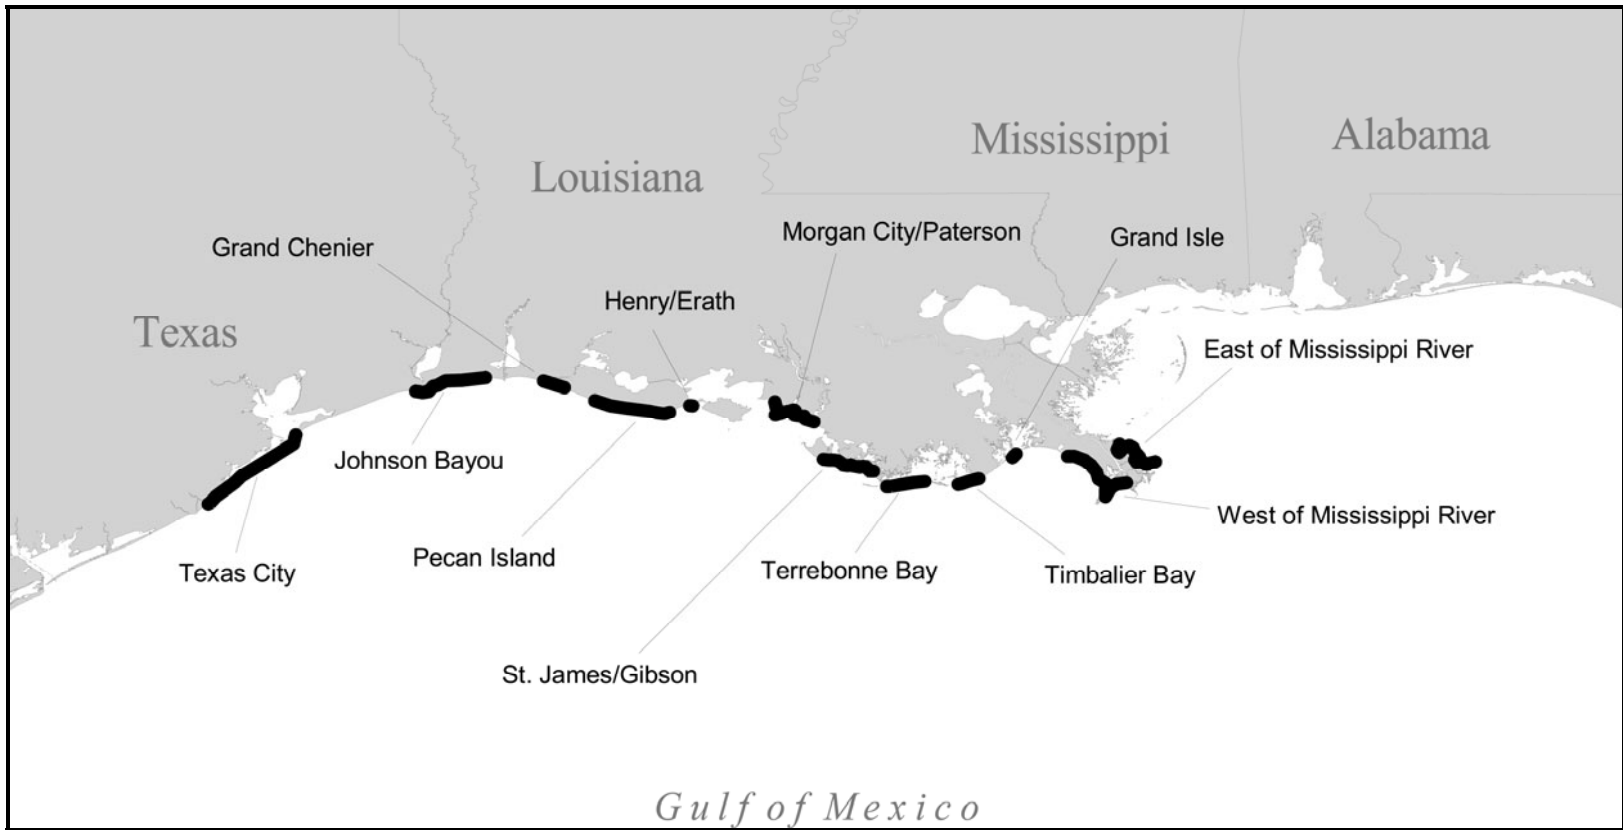 Mississippi
Alabama
Louisiana
Morgan City/Paterson
Grand Isle
Grand Chenier
Henry/Erath
Texas
East of Mississippi River
Johnson Bayou
West of Mississippi River
Pecan Island
Texas City
Terrebonne Bay
Timbalier Bay
St. James/Gibson
Gulf of Mexico